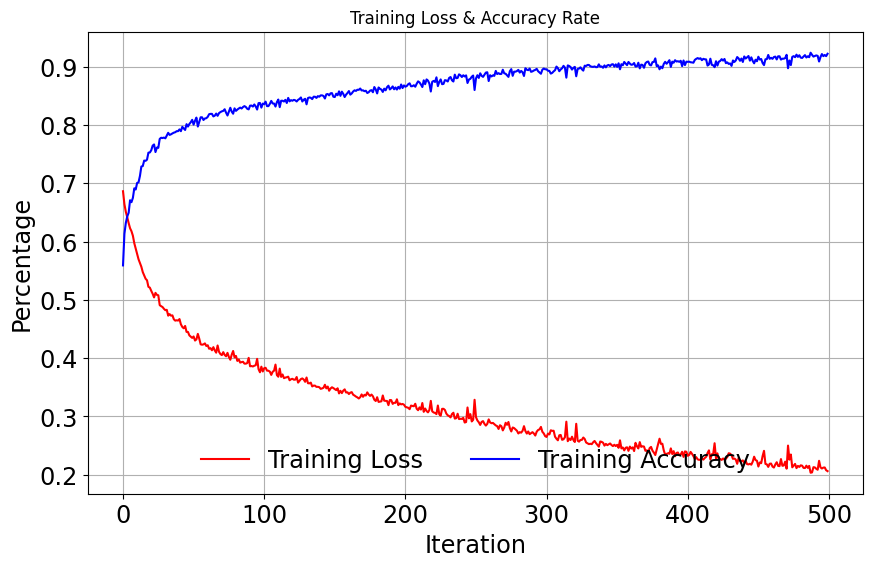 Training Loss & Accuracy Rate
Percentage
0.9
0.8
0.7
0.6
0.5
0.4
0.3
0.2
Training Loss
Training Accuracy
0 100 200 300 400 500
Iteration